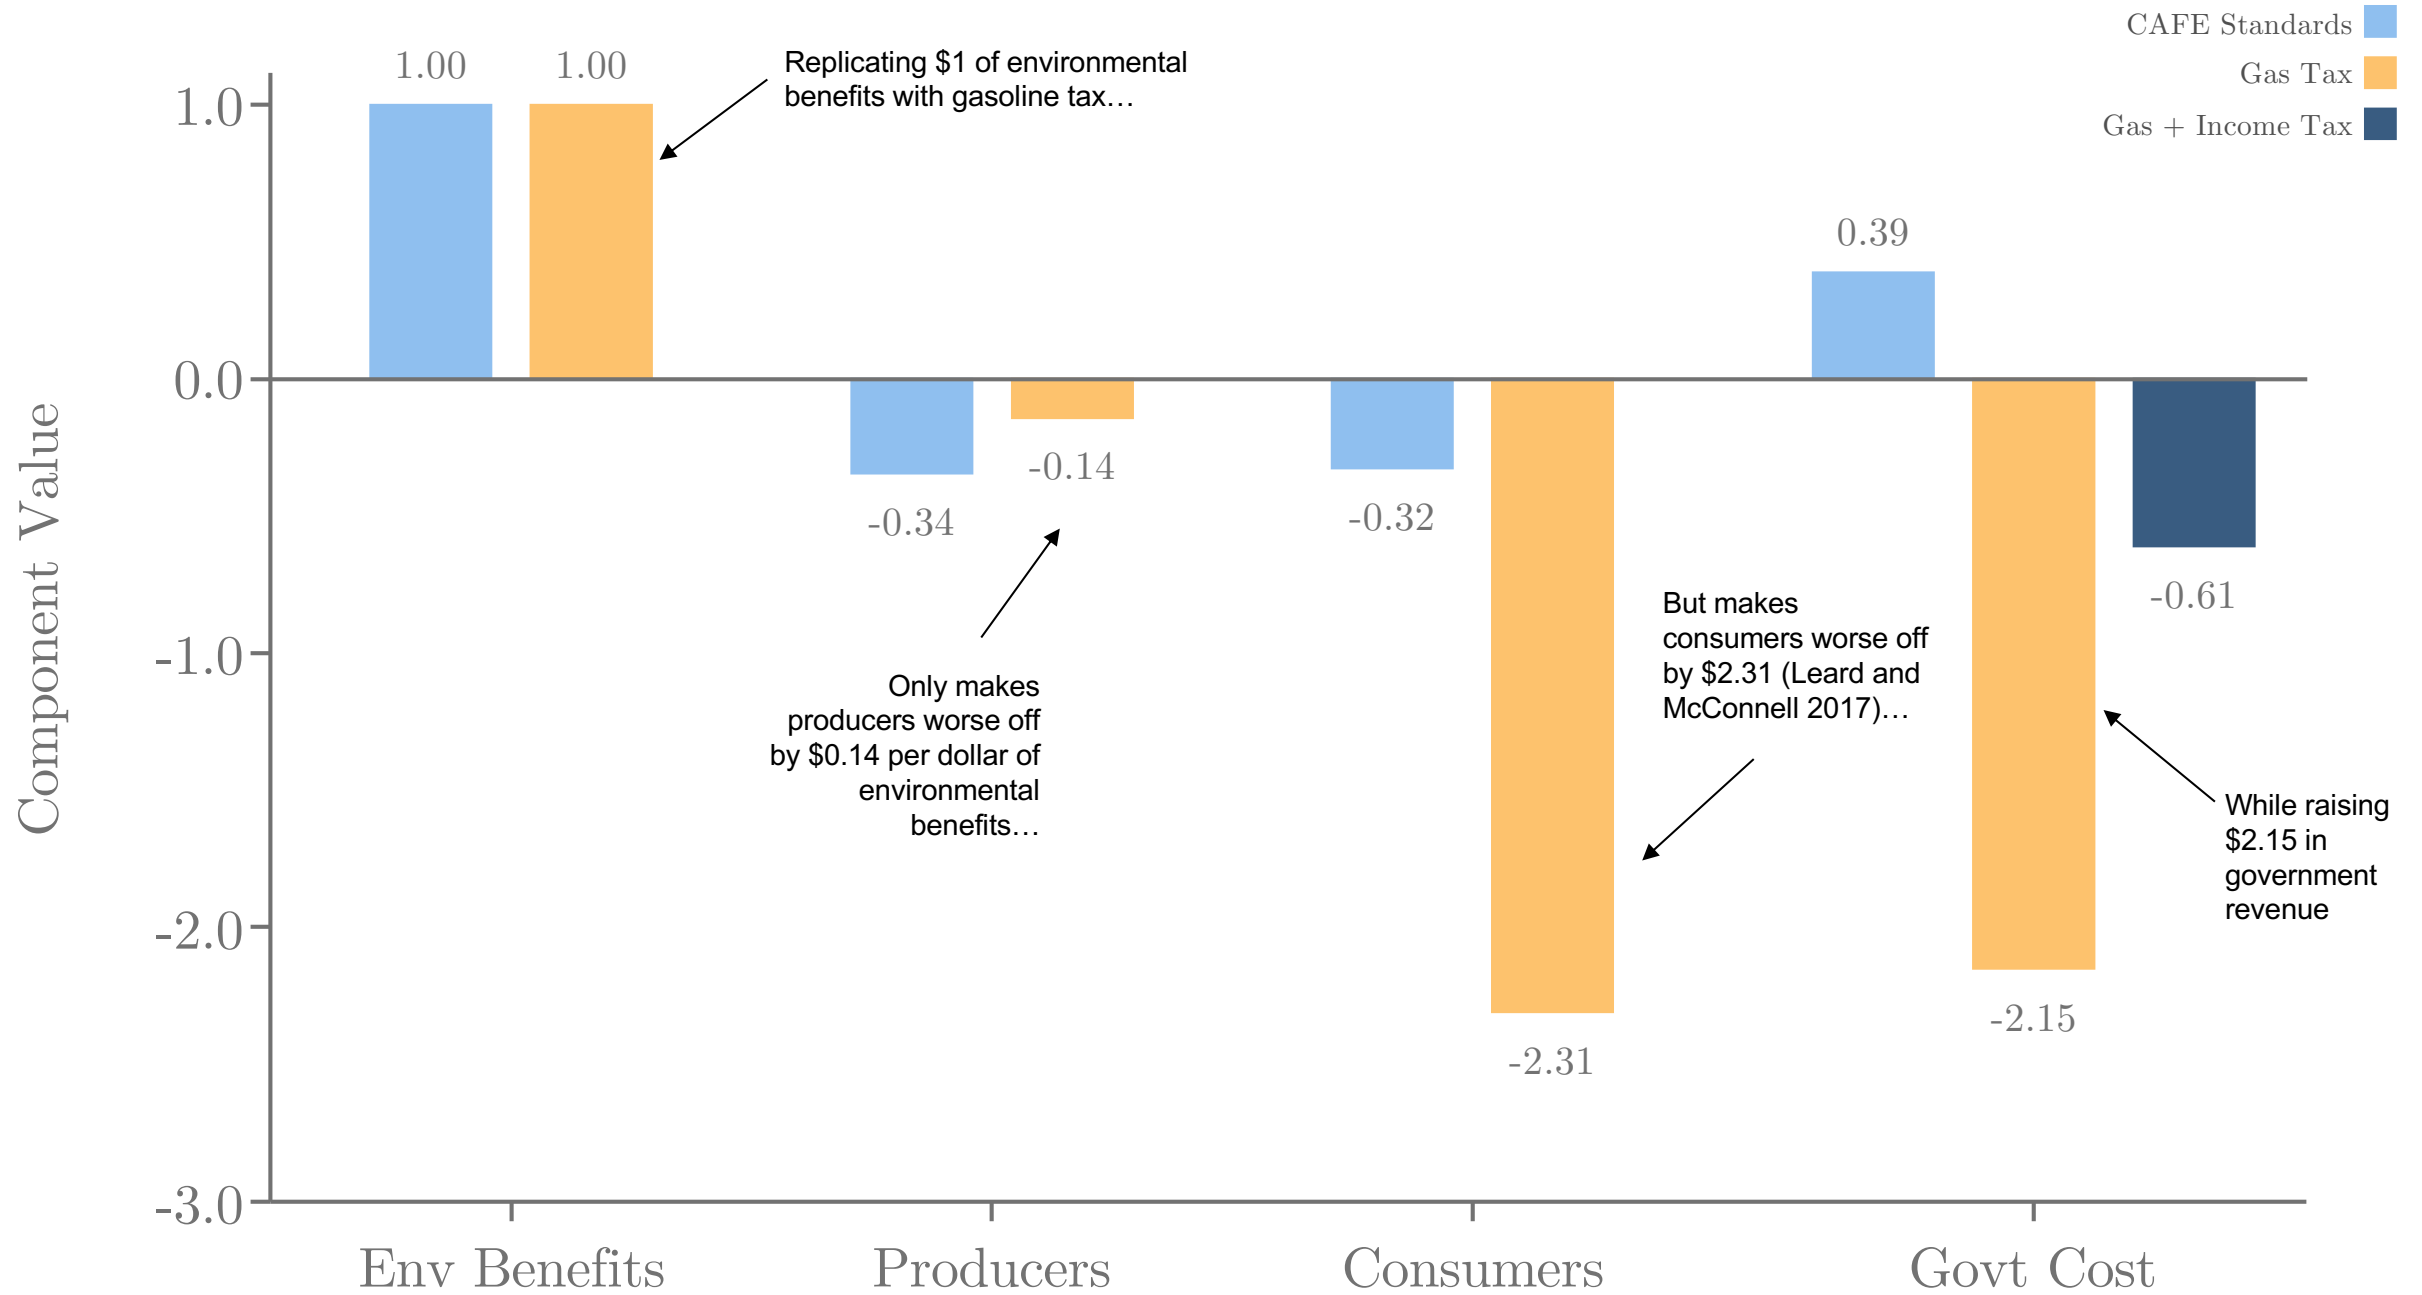 CAFE Standards
Gas Tax
Gas + Income Tax
1.00
1.00
Replicating $1 of environmental
benefits with gasoline tax…
0.39
-0.34
-0.14
-0.32
-2.31
-2.15
-0.61
Only makes
producers worse off
by $0.14 per dollar of
environmental
benefits…
But makes
consumers worse off
by $2.31 (Leard and
McConnell 2017)…
While raising
$2.15 in
government
revenue
Component Value
1.0
0.0
-1.0
-2.0
-3.0
Env Benefits
Producers
Consumers
Govt Cost